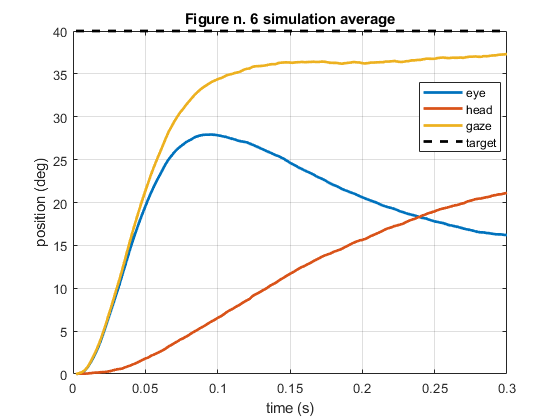 Figure n. 6 simulation average
position (deg)
40
35
30
25
20
15
10
5
0
eye
head
gaze
target
0 0.05 0.1 0.15 0.2 0.25 0.3
time (s)